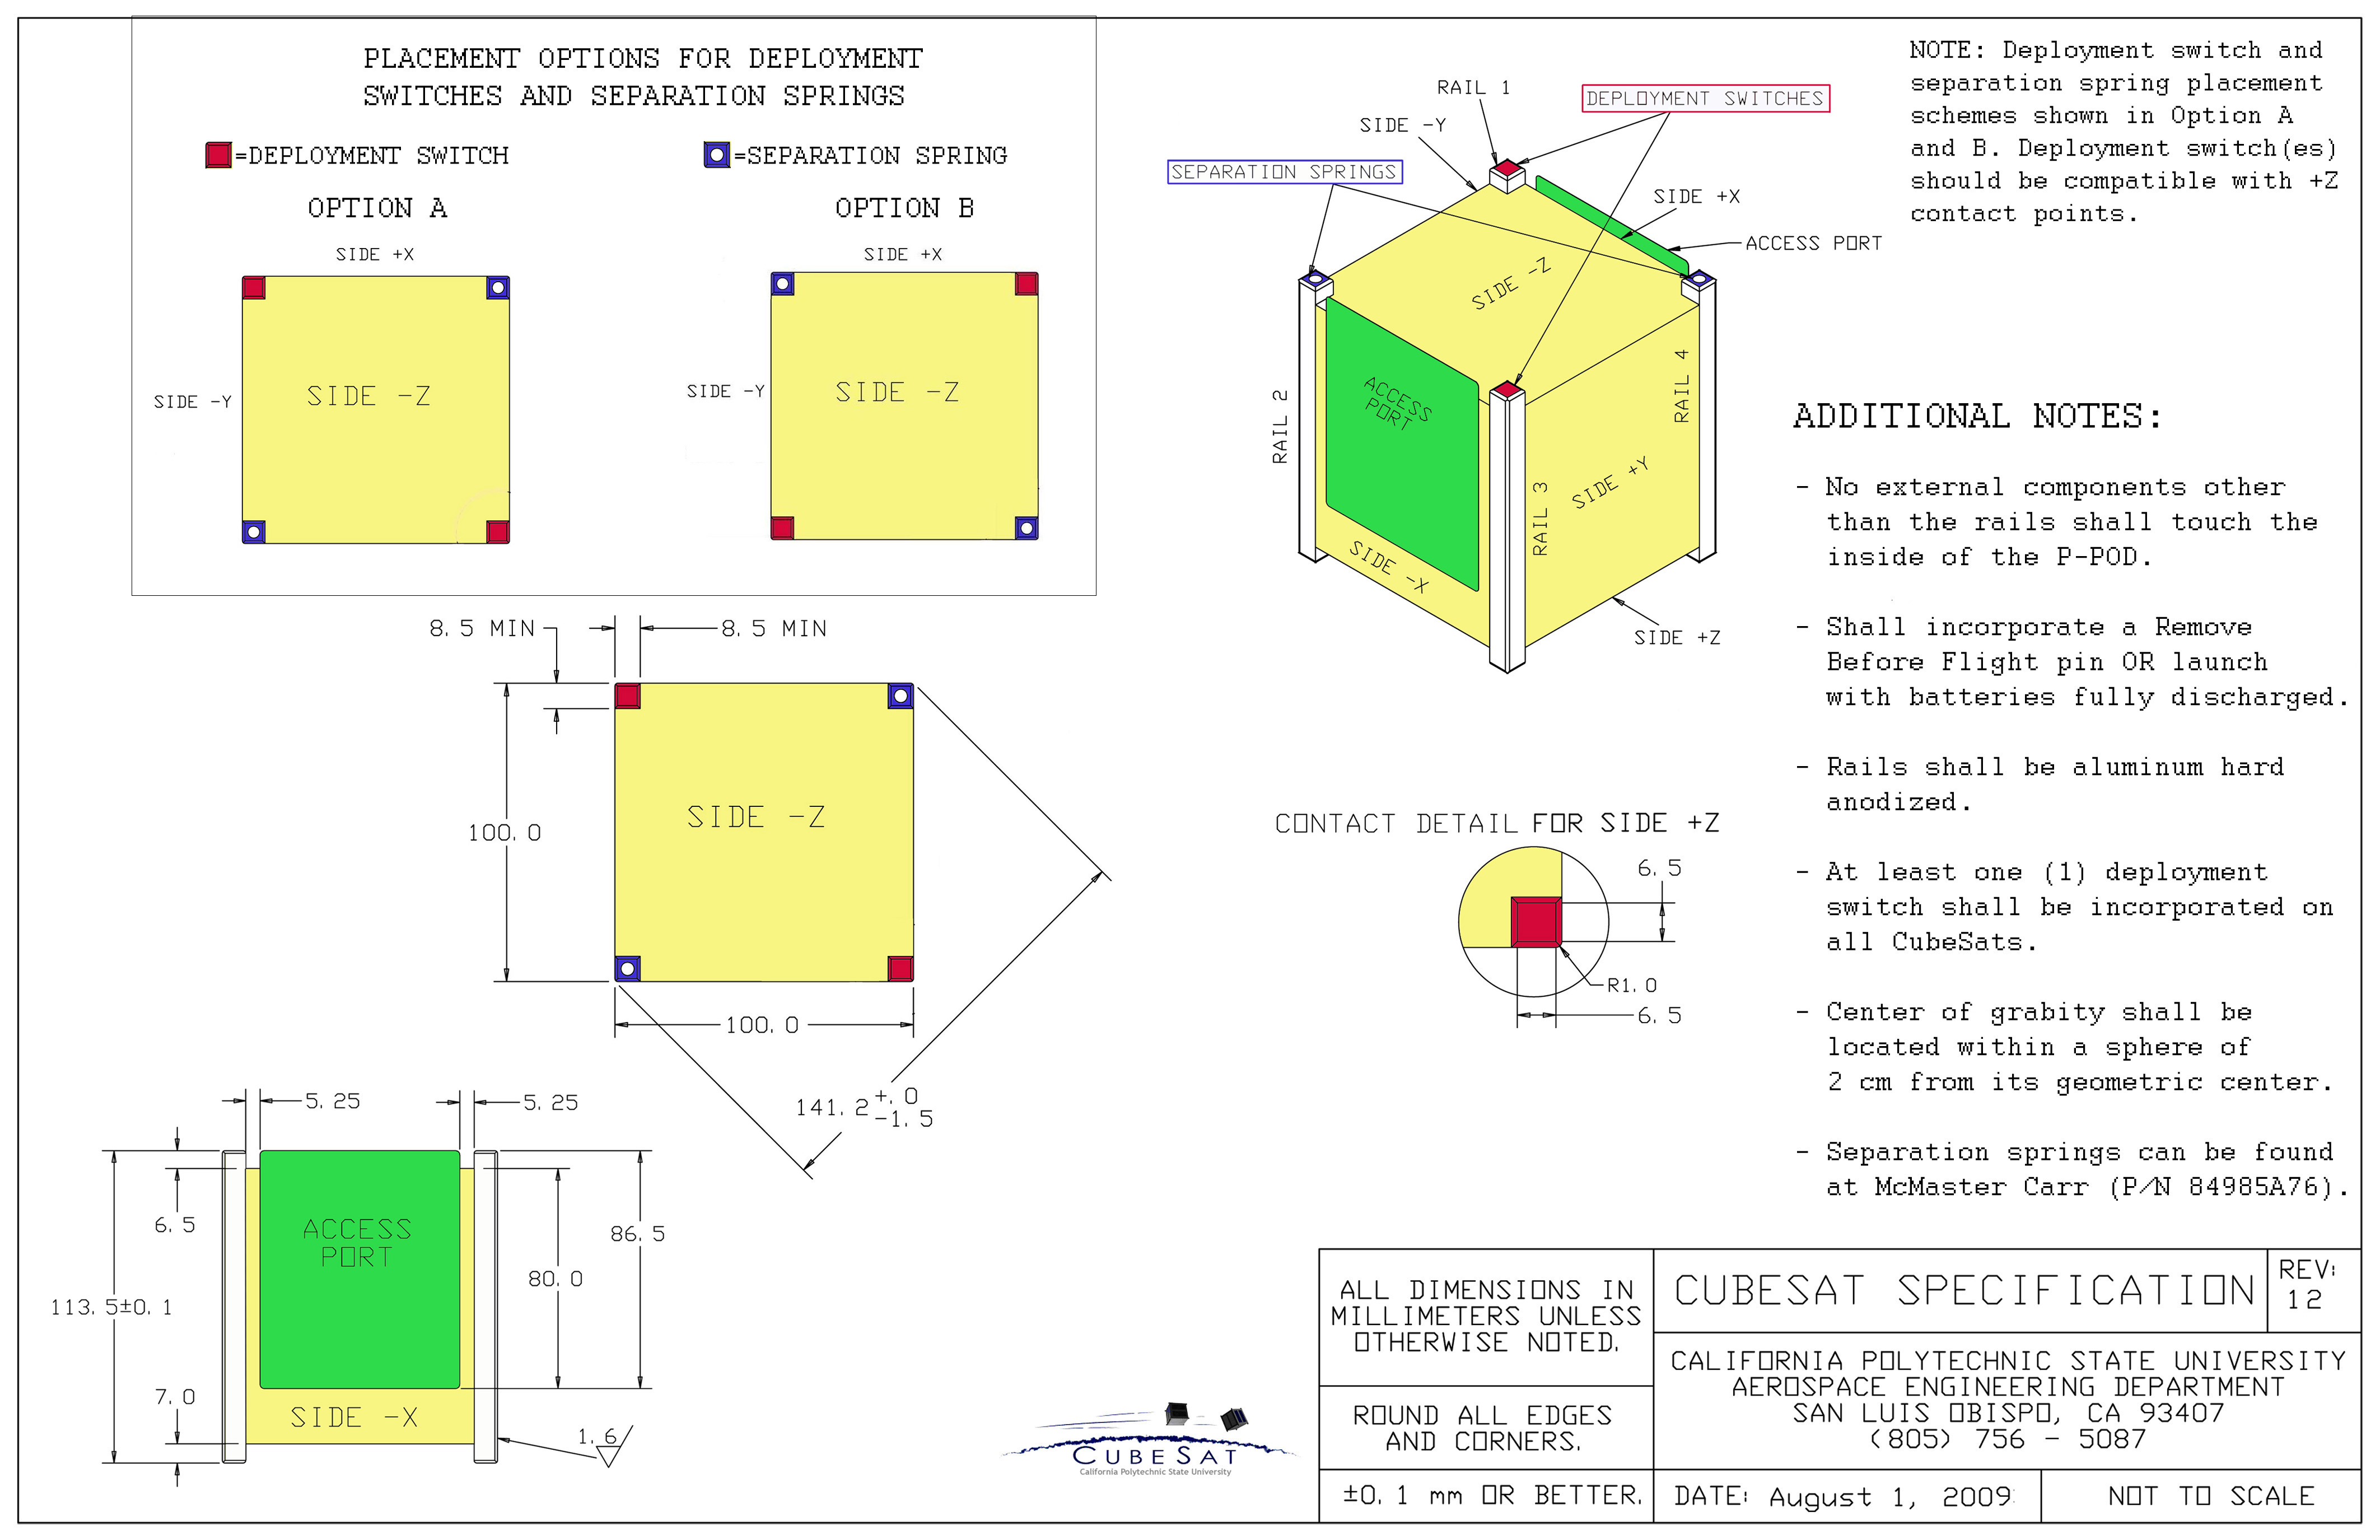 PLACEMENT OPTIONS FOR DEPLOYMENT
SWITCHES AND SEPARATION SPRINGS
=DEPLOYMENT SWITCH
=SEPARATION SPRING
OPTION A
OPTION B
SIDE +X
SIDE +X
SIDE -Y
SIDE -Z
SIDE -Y
SIDE -Z
RAIL 1
DEPLOYMENT SWITCHES
SIDE -Y
SEPARATION SPRINGS
SIDE +X
ACCESS PORT
SIDE -Z
RAIL 2
ACCESS
PORT
RAIL 4
SIDE +Y
RAIL 3
SIDE -X
SIDE +Z
NOTE: Deployment switch and
separation spring placement
schemes shown in Option A
and B. Deployment switch(es)
should be compatible with +Z
contact points.
ADDITIONAL NOTES:
- No external components other
than the rails shall touch the
inside of the P-POD.
- Shall incorporate a Remove
Before Flight pin OR launch
with batteries fully discharged.
- Rails shall be aluminum hard
anodized.
- At least one (1) deployment
switch shall be incorporated on
all CubeSats.
- Center of grabity shall be
located within a sphere of
2 cm from its geometric center.
- Separation springs can be found
at McMaster Carr (P/N 84985A76).
8.5 MIN
8.5 MIN
SIDE -Z
100.0
100.0
141.2 +.0
-1.5
CONTACT DETAIL FOR SIDE +Z
6.5
R1.0
6.5
5.25
5.25
6.5
ACCESS
PORT
86.5
80.0
113.5±0.1
7.0
SIDE -X
1.6
CUBESAT
California Polytechnic State University
ALL DIMENSIONS IN
MILLIMETERS UNLESS
OTHERWISE NOTED.
ROUND ALL EDGES
AND CORNERS.
±0.1 mm OR BETTER.
CUBESAT SPECIFICATION
REV:
12
CALIFORNIA POLYTECHNIC STATE UNIVERSITY
AEROSPACE ENGINEERING DEPARTMENT
SAN LUIS OBISPO, CA 93407
(805) 756 - 5087
DATE: August 1, 2009
NOT TO SCALE